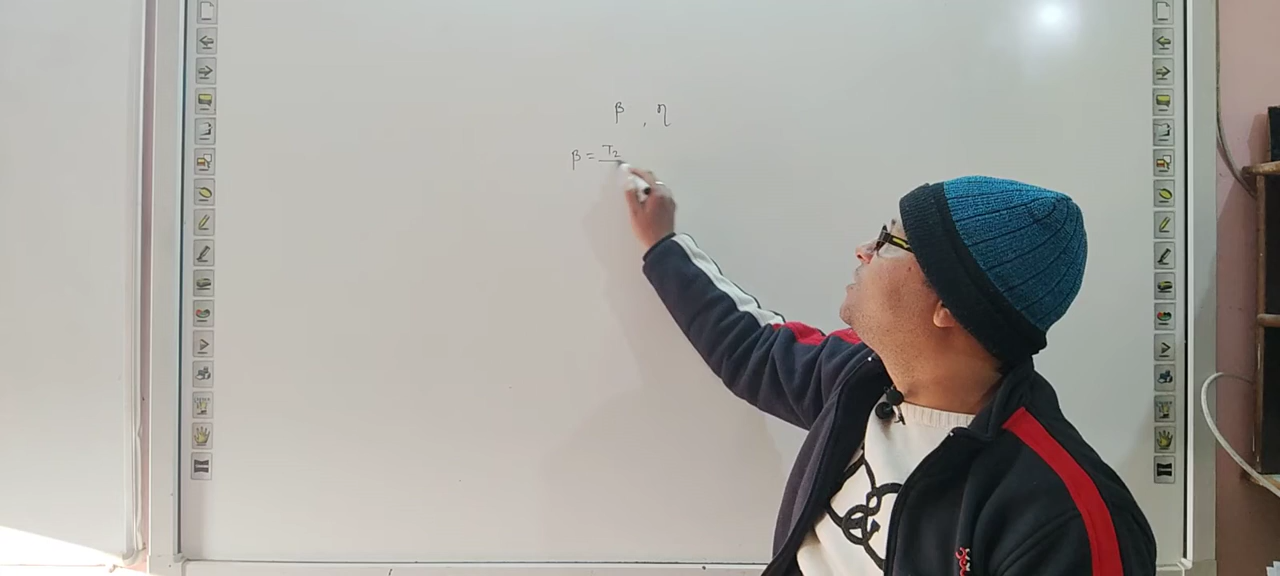 β , η
β = T₂